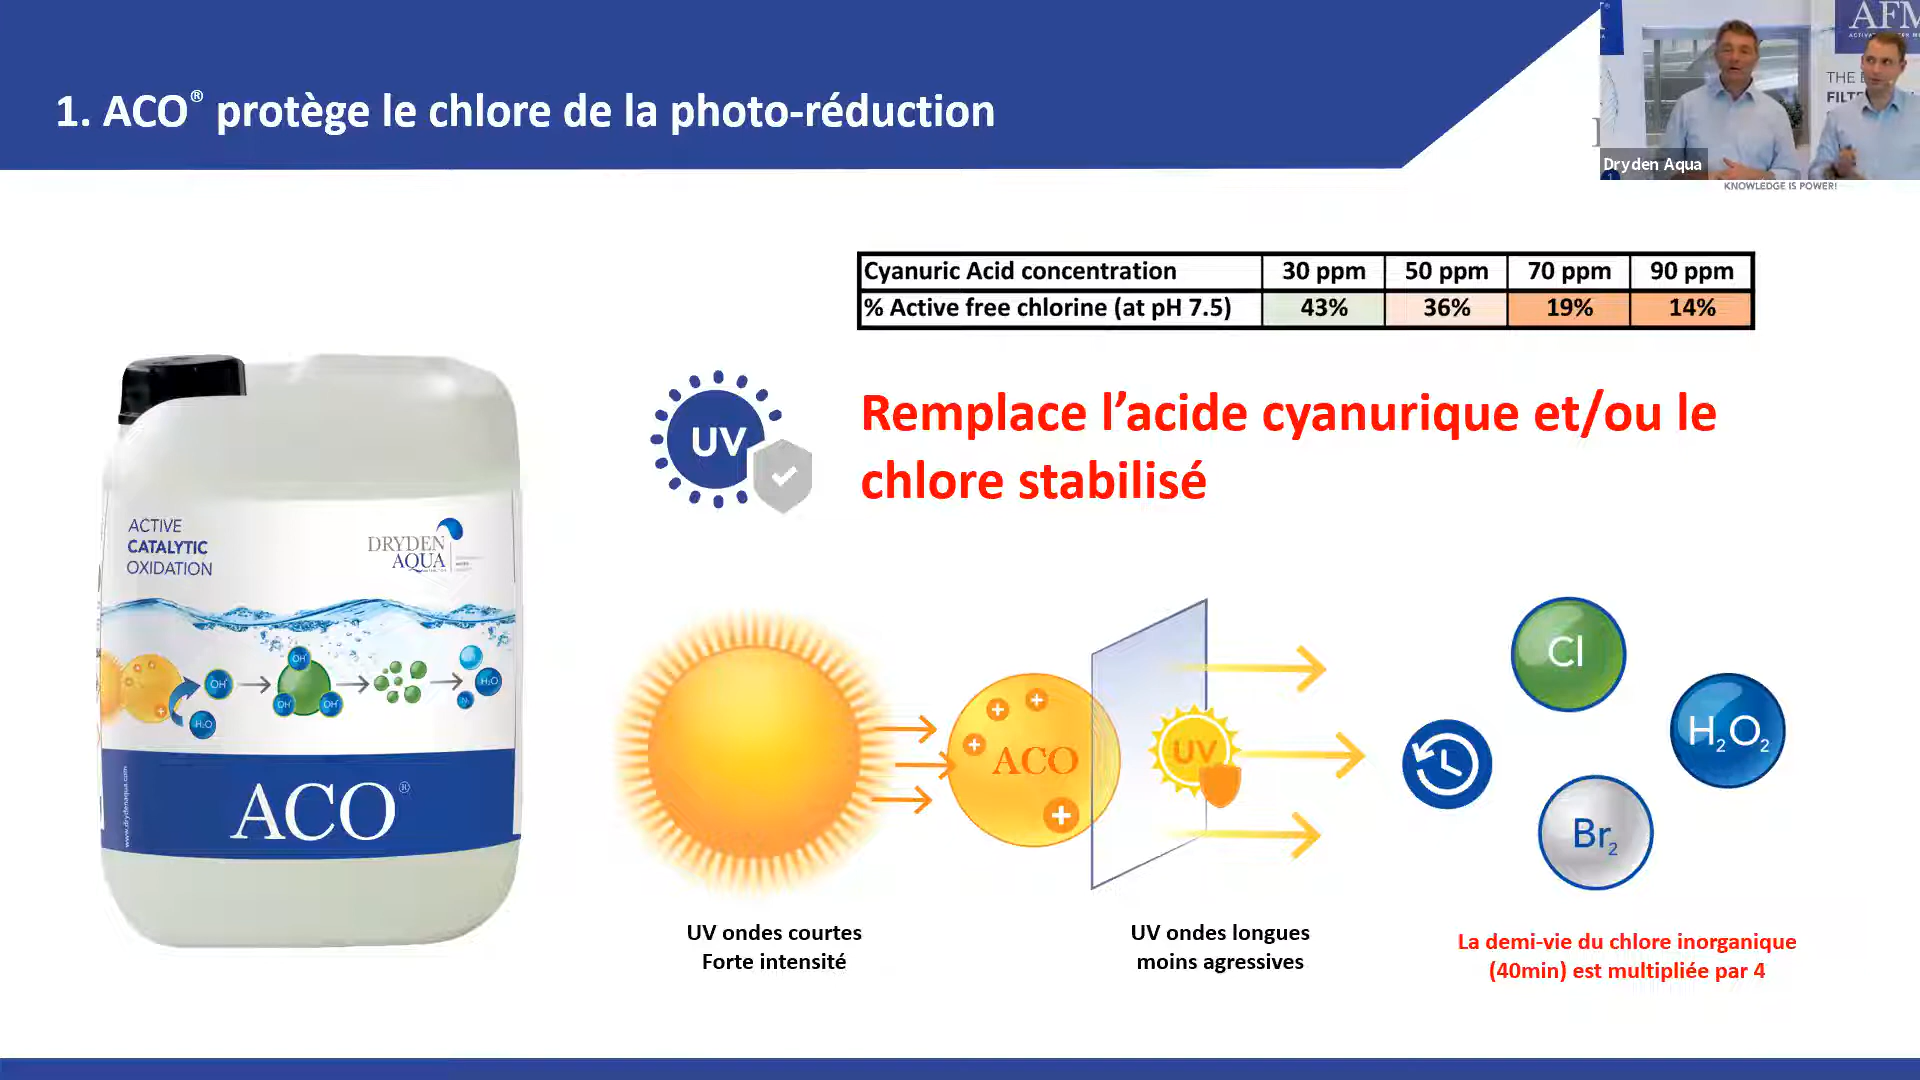 1. ACO® protège le chlore de la photo-réduction
AFM
THE
FILT
Dryden Aqua
KNOWLEDGE IS POWER!
Cyanuric Acid concentration 30 ppm 50 ppm 70 ppm 90 ppm
% Active free chlorine (at pH 7.5) 43% 36% 19% 14%
UV
Remplace l’acide cyanurique et/ou le
chlore stabilisé
ACTIVE
CATALYTIC
OXIDATION
DRYDEN
AQUA
OH
H₂O
OH
OH
OH
H₂O
N₂
www.drydenaqua.com
ACO®
ACO
UV
Cl
H₂O₂
Br₂
UV ondes courtes
Forte intensité
UV ondes longues
moins agressives
La demi-vie du chlore inorganique
(40min) est multipliée par 4